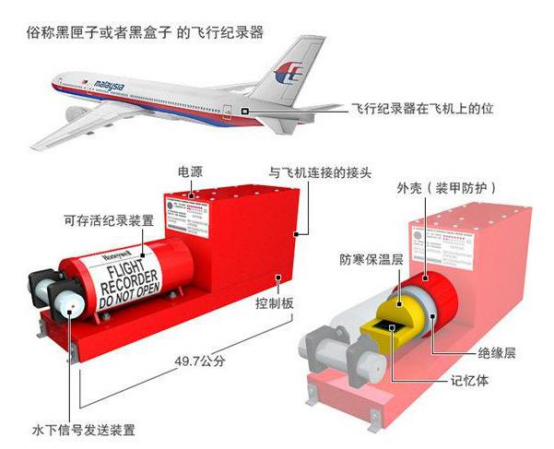 俗称黑匣子或者黑盒子 的飞行纪录器
malaysia
飞行纪录器在飞机上的位
电源
与飞机连接的接头
外壳（装甲防护）
可存活纪录装置
防寒保温层
Honeywell
FLIGHT
RECORDER
DO NOT OPEN
控制板
49.7公分
绝缘层
记忆体
水下信号发送装置